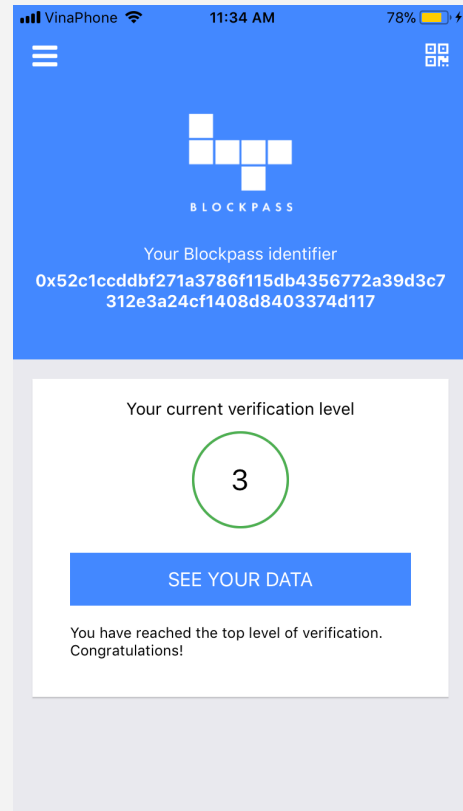 VinaPhone 11:34 AM 78%
BLOCKPASS
Your Blockpass identifier
0x52c1ccddbf271a3786f115db4356772a39d3c7
312e3a24cf1408d8403374d117
Your current verification level
3
SEE YOUR DATA
You have reached the top level of verification.
Congratulations!